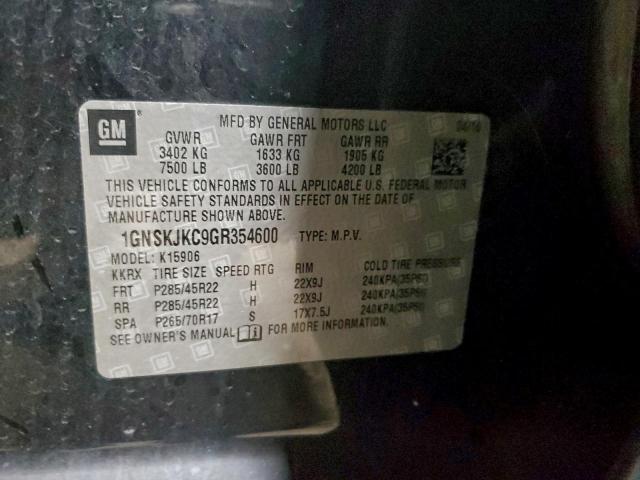 GM
MFD BY GENERAL MOTORS LLC 04/16
GVWR GAWR FRT GAWR RR
3402 KG 1633 KG 1905 KG
7500 LB 3600 LB 4200 LB
THIS VEHICLE CONFORMS TO ALL APPLICABLE U.S. FEDERAL MOTOR
VEHICLE SAFETY STANDARDS IN EFFECT ON THE DATE OF
MANUFACTURE SHOWN ABOVE.
1GNSKJKC9GR354600 TYPE: M.P.V.
MODEL: K15906
KKRX TIRE SIZE SPEED RTG RIM COLD TIRE PRESSURE
FRT P285/45R22 H 22X9J 240KPA(35PSI)
RR P285/45R22 H 22X9J 240KPA(35PSI)
SPA P265/70R17 S 17X7.5J 240KPA(35PSI)
SEE OWNER'S MANUAL FOR MORE INFORMATION.